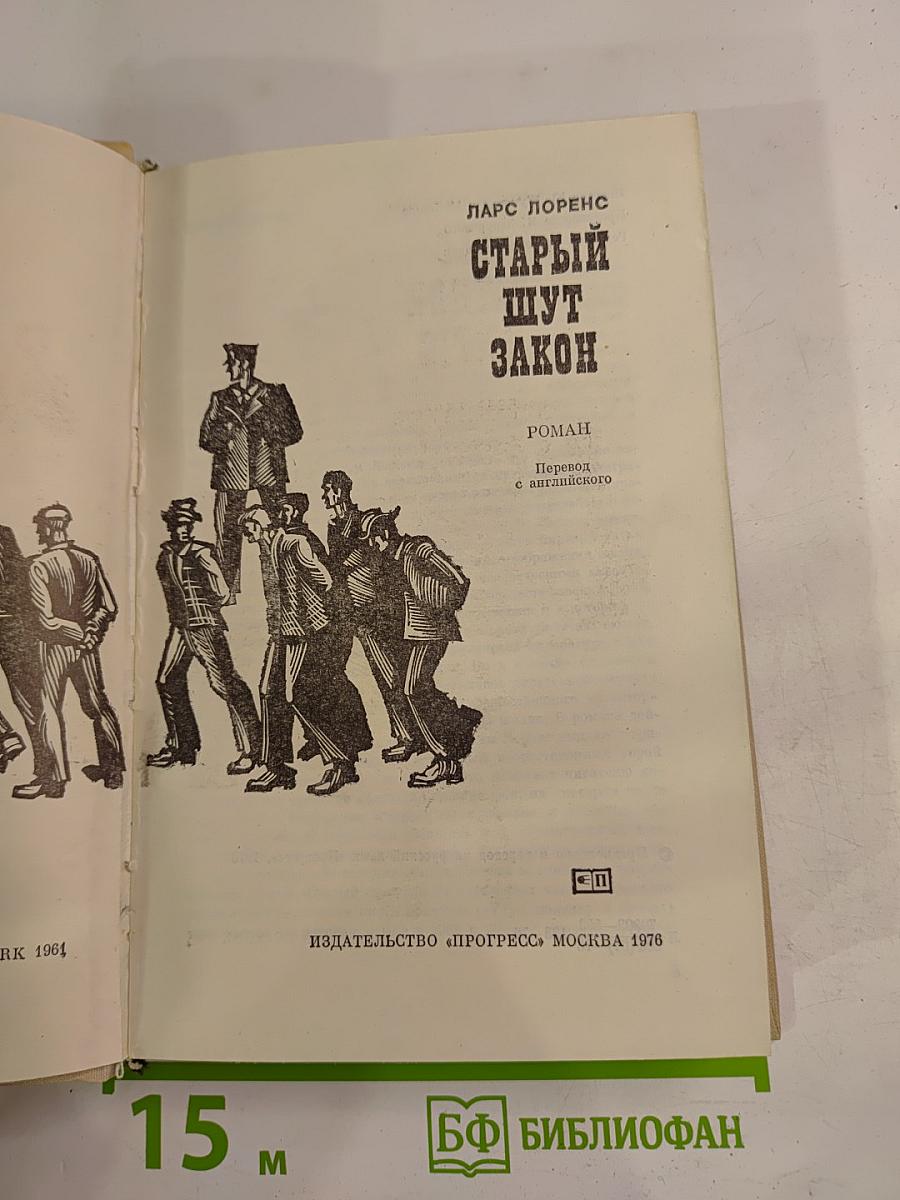 ЛАРС ЛОРЕНС
СТАРЫЙ
ШУТ
ЗАКОН
РОМАН
Перевод
с английского
П
RK 1961
ИЗДАТЕЛЬСТВО «ПРОГРЕСС» МОСКВА 1976
15 м
БФ БИБЛИОФАН